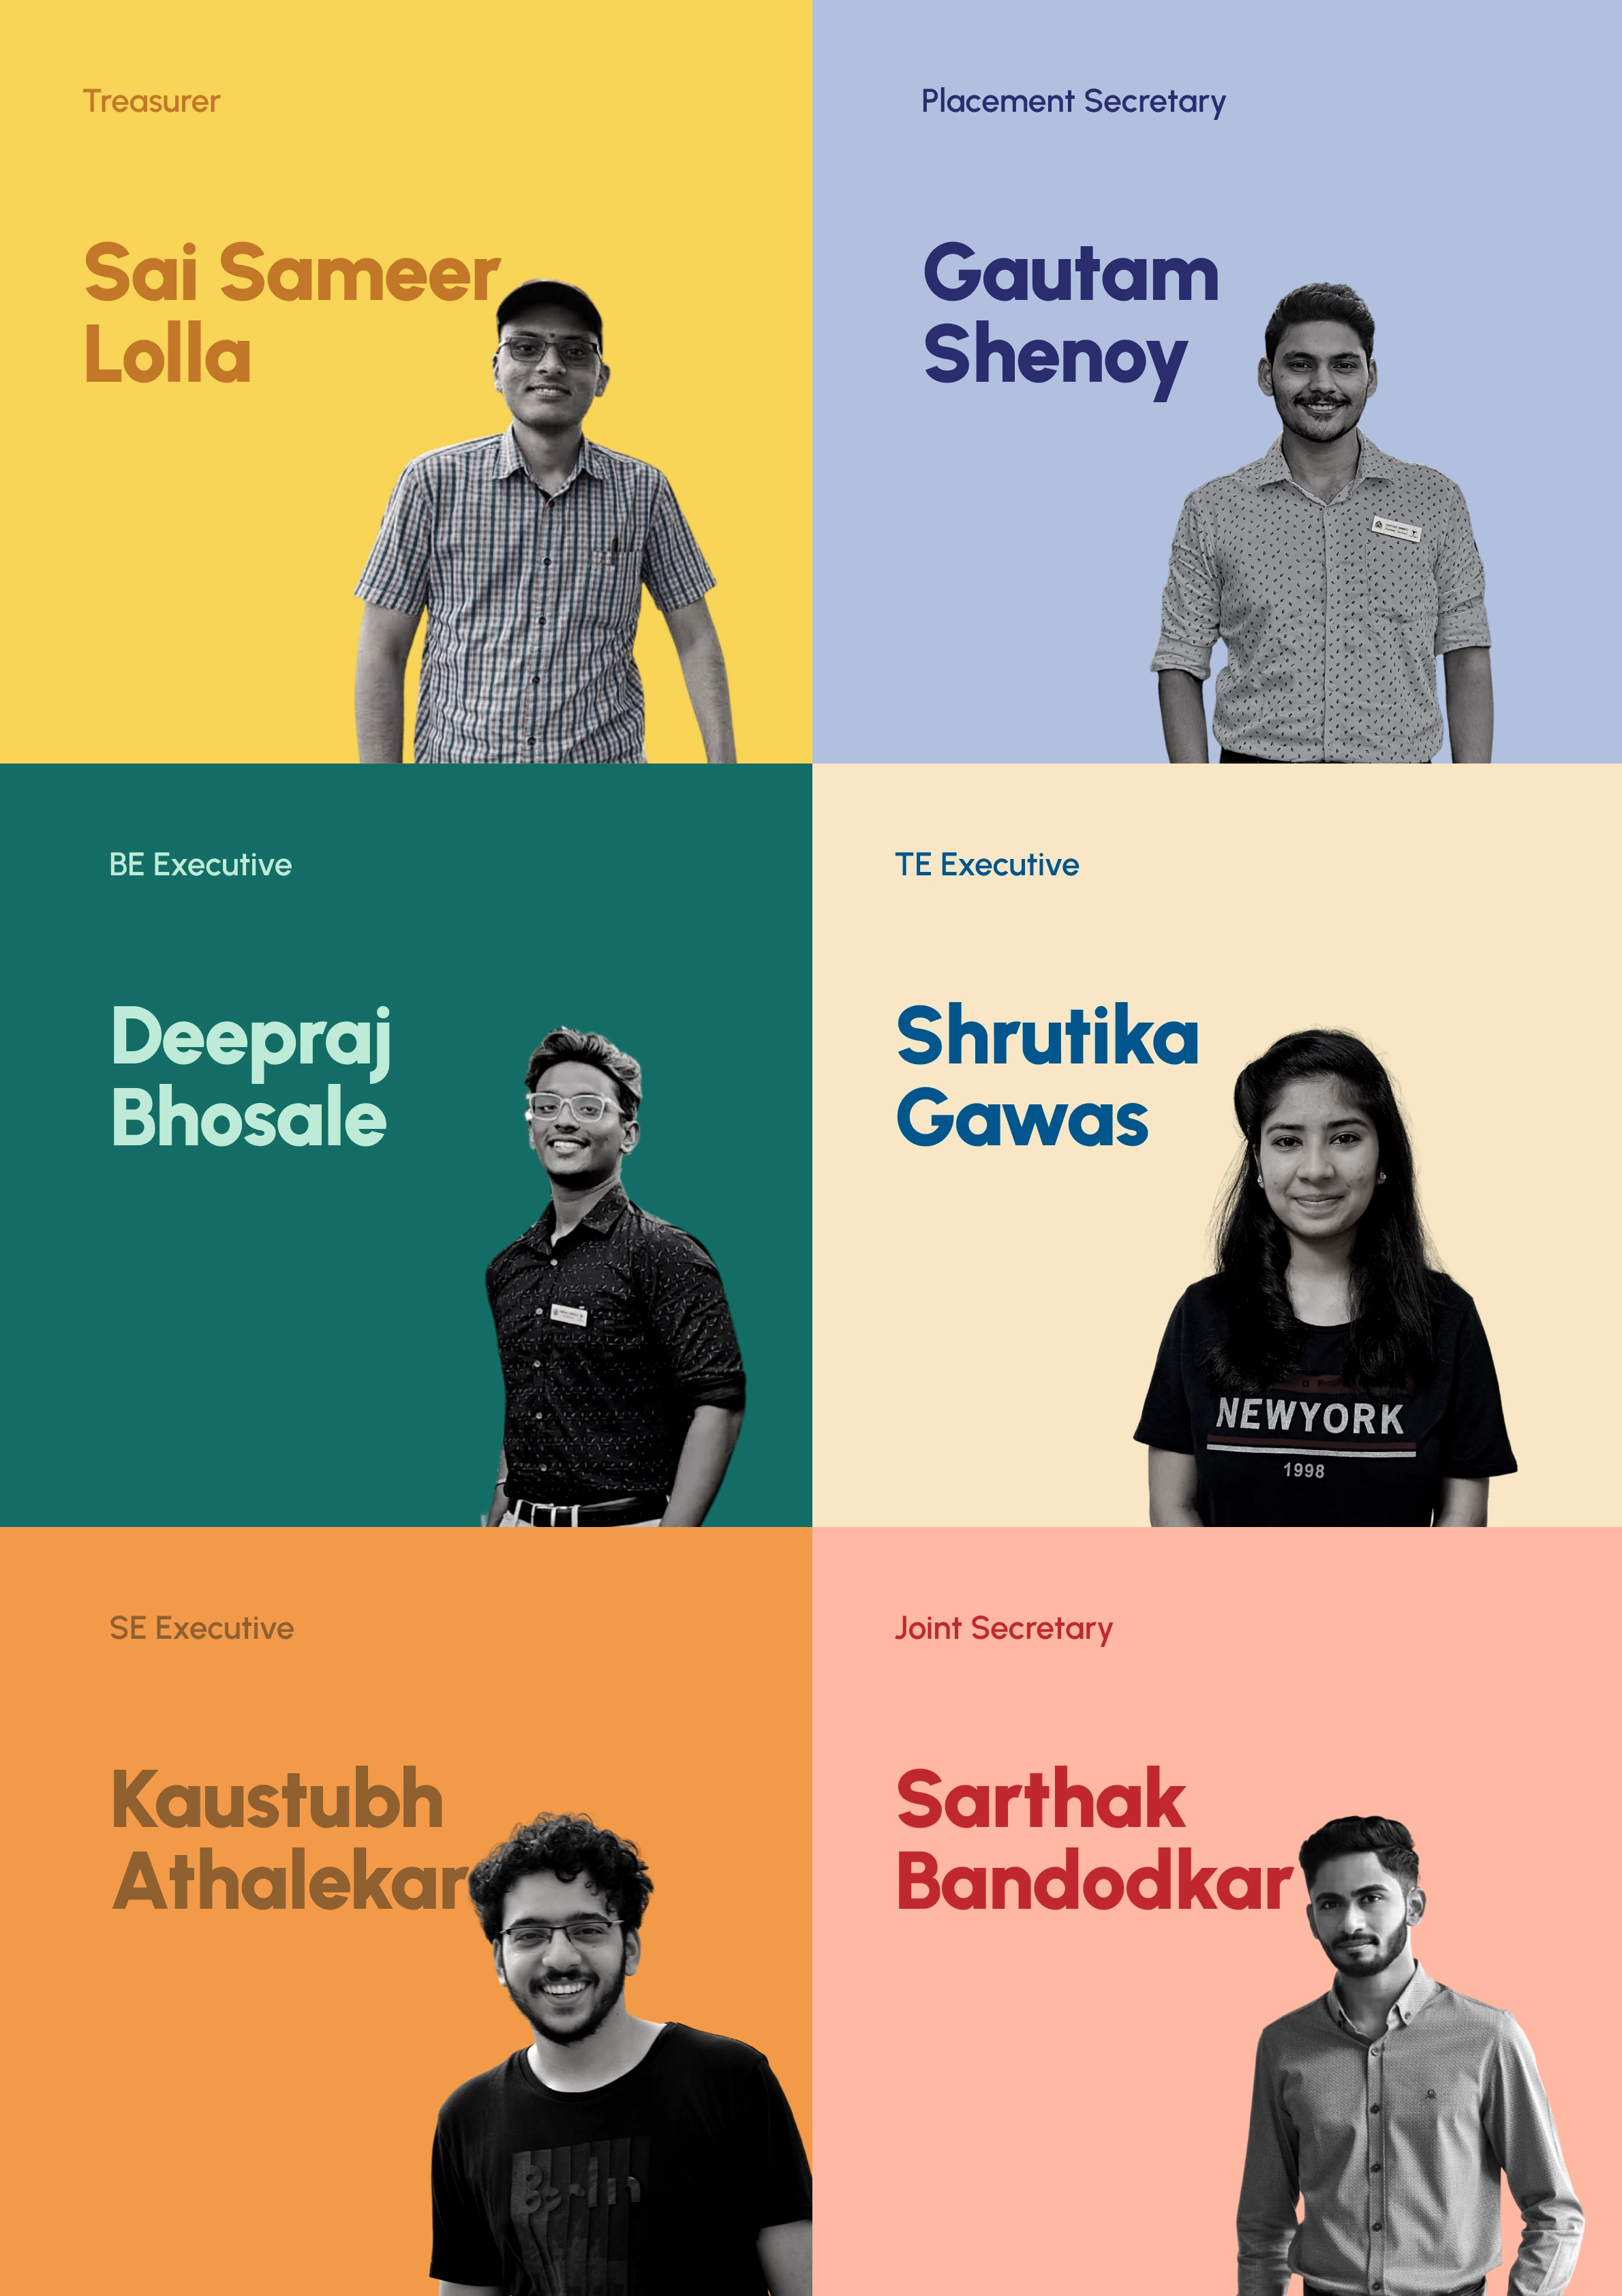 Treasurer
Sai Sameer
Lolla
Placement Secretary
Gautam
Shenoy
BE Executive
Deepraj
Bhosale
TE Executive
Shrutika
Gawas
NEWYORK
1998
SE Executive
Kaustubh
Athalekar
Berlin
Joint Secretary
Sarthak
Bandodkar